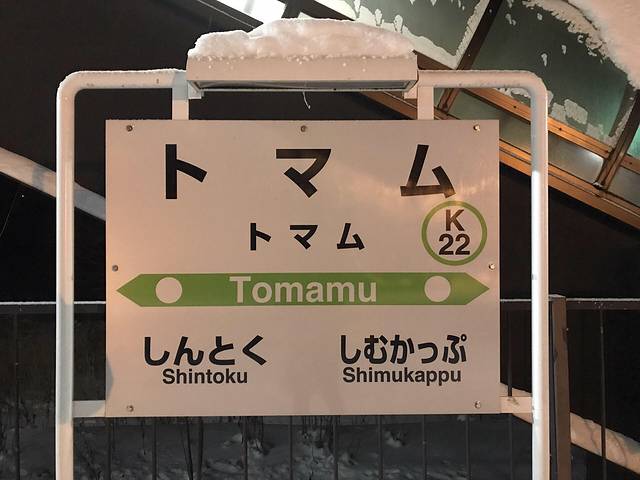 トマム
トマム
K
22
Tomamu
しんとく
Shintoku
しむかっぷ
Shimukappu